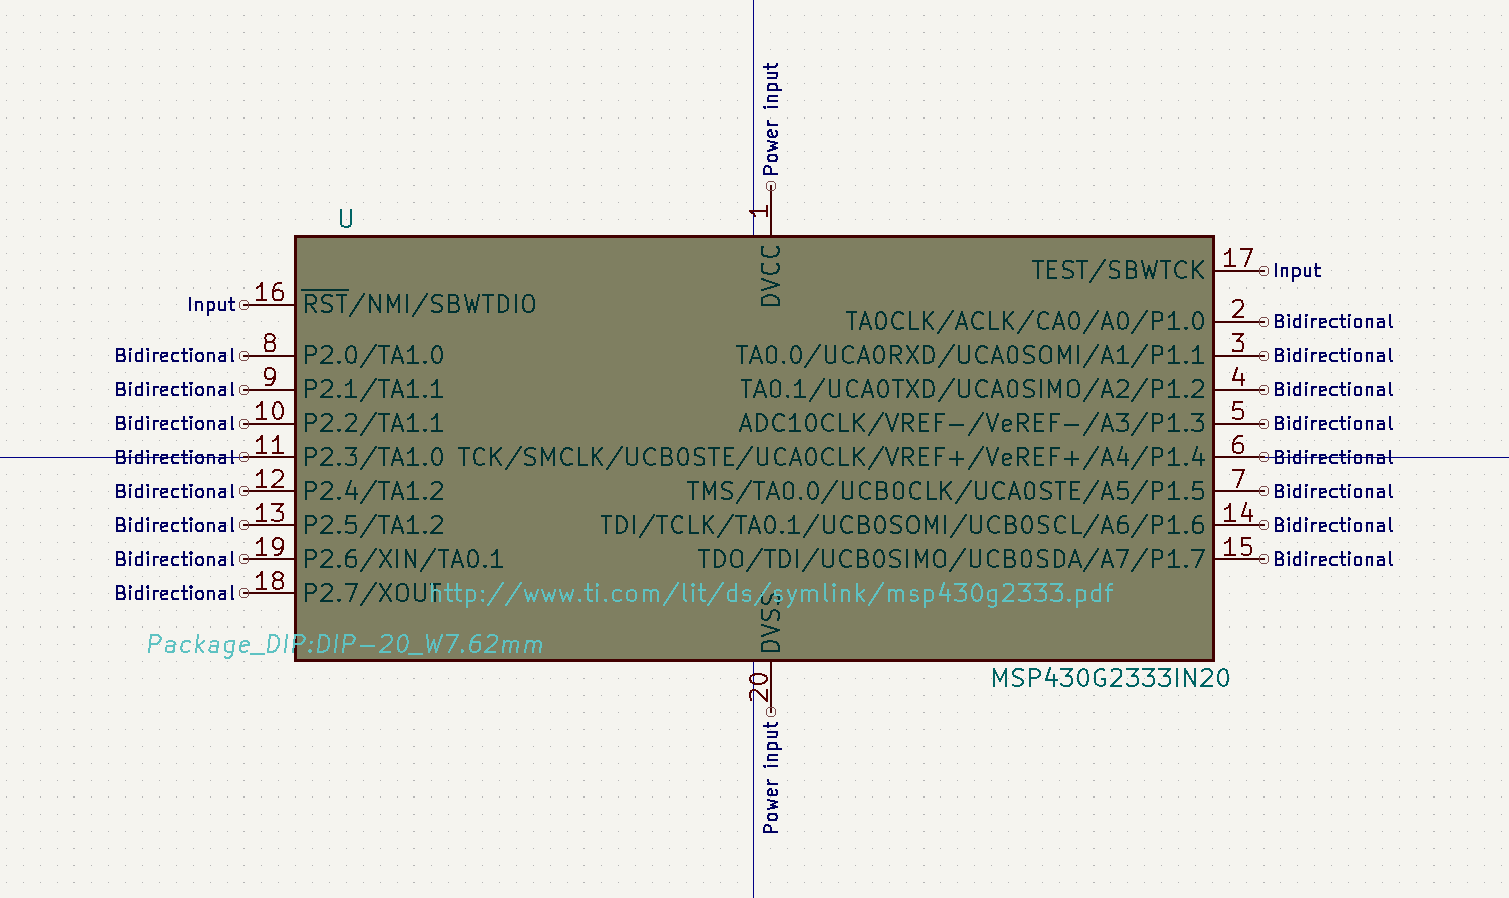 Power input
1
DVCC
U
17
TEST/SBWTCK
Input
16
Input
RST/NMI/SBWTDIO
2
TA0CLK/ACLK/CA0/A0/P1.0
Bidirectional
8
Bidirectional
P2.0/TA1.0
3
TA0.0/UCA0RXD/UCA0SOMI/A1/P1.1
Bidirectional
9
Bidirectional
P2.1/TA1.1
4
TA0.1/UCA0TXD/UCA0SIMO/A2/P1.2
Bidirectional
10
Bidirectional
P2.2/TA1.1
5
ADC10CLK/VREF-/VeREF-/A3/P1.3
Bidirectional
11
Bidirectional
P2.3/TA1.0
6
TCK/SMCLK/UCB0STE/UCA0CLK/VREF+/VeREF+/A4/P1.4
Bidirectional
12
Bidirectional
P2.4/TA1.2
7
TMS/TA0.0/UCB0CLK/UCA0STE/A5/P1.5
Bidirectional
13
Bidirectional
P2.5/TA1.2
14
TDI/TCLK/TA0.1/UCB0SOMI/UCB0SCL/A6/P1.6
Bidirectional
19
Bidirectional
P2.6/XIN/TA0.1
15
TDO/TDI/UCB0SIMO/UCB0SDA/A7/P1.7
Bidirectional
18
Bidirectional
P2.7/XOUT
http://www.ti.com/lit/ds/symlink/msp430g2333.pdf
DVSS
Package_DIP:DIP-20_W7.62mm
MSP430G2333IN20
20
Power input